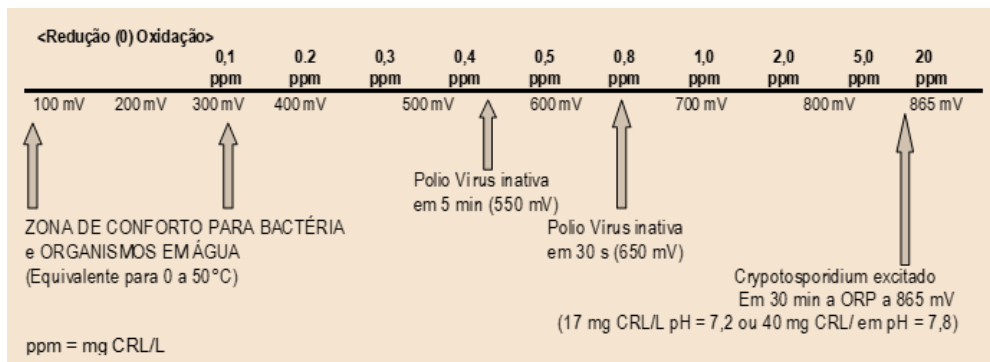 <Redução (0) Oxidação>
0,1 0.2 0,3 0,4 0,5 0,8 1,0 2,0 5,0 20
ppm ppm ppm ppm ppm ppm ppm ppm ppm ppm
100 mV 200 mV 300 mV 400 mV 500 mV 600 mV 700 mV 800 mV 865 mV
Polio Vírus inativa
em 5 min (550 mV)
ZONA DE CONFORTO PARA BACTÉRIA
e ORGANISMOS EM ÁGUA
(Equivalente para 0 a 50°C)
Polio Vírus inativa
em 30 s (650 mV)
Crypotosporidium excitado
Em 30 min a ORP a 865 mV
(17 mg CRL/L pH = 7,2 ou 40 mg CRL/ em pH = 7,8)
ppm = mg CRL/L